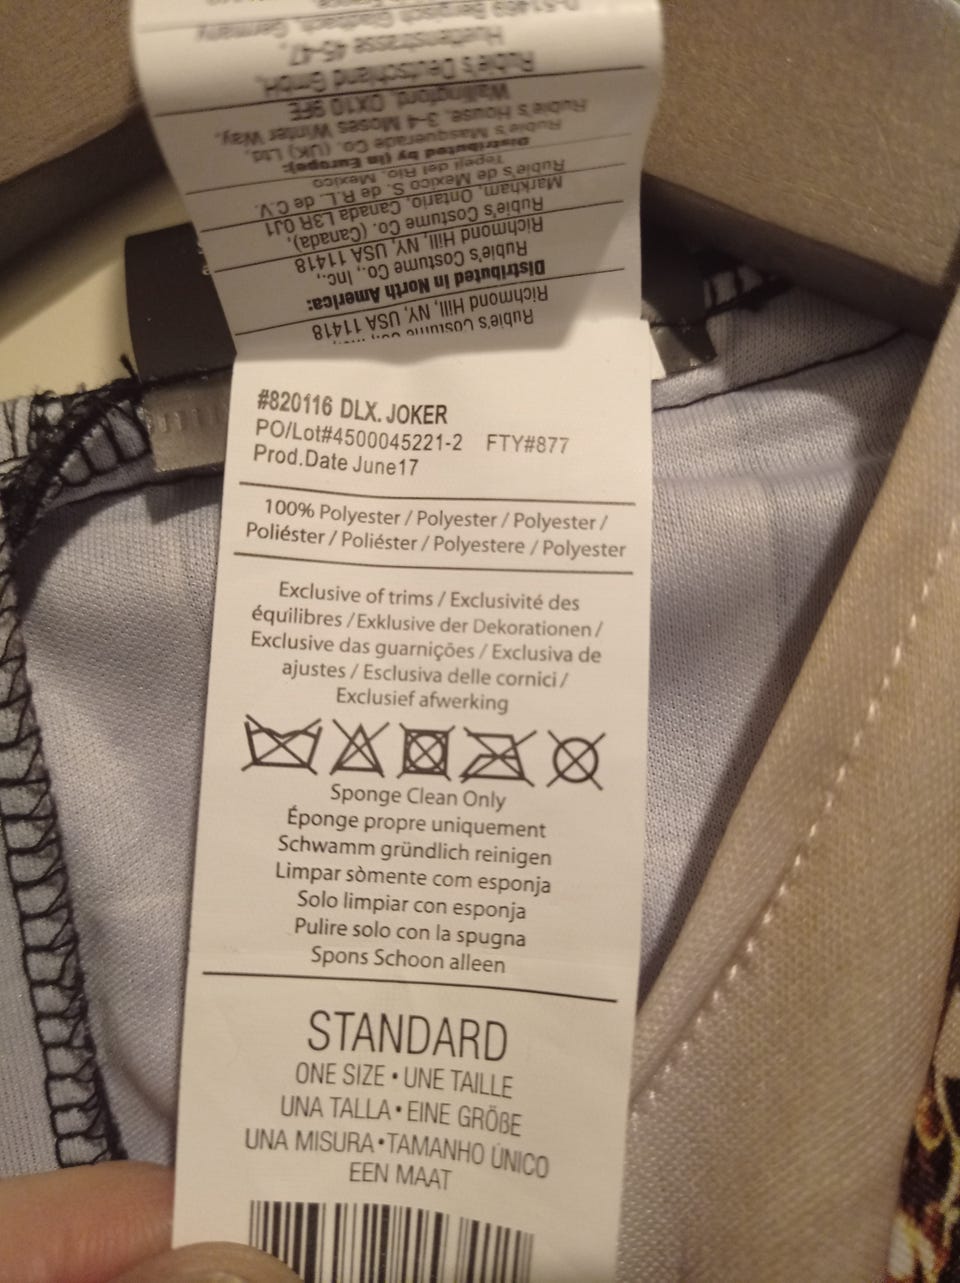 D-51469 Bergisch Gladbach, Germany
Huettenstrasse 45-47,
Rubie's Deutschland GmbH,
Wallingford, OX10 9FE
Rubie's House, 3-4 Moses Winter Way,
Rubie's Masquerade Co. (UK) Ltd,
Distributed by (in Europe):
Tepeji del Rio, Mexico
Rubie's de Mexico S. de R.L. de C.V.
Markham, Ontario, Canada L3R 0J1
Rubie's Costume Co. (Canada),
Richmond Hill, NY, USA 11418
Rubie's Costume Co., Inc.,
Distributed in North America:
Richmond Hill, NY, USA 11418
Rubie's Costume
#820116 DLX. JOKER
PO/Lot#4500045221-2 FTY#877
Prod.Date June17
100% Polyester / Polyester / Polyester /
Poliéster / Poliéster / Polyestere / Polyester
Exclusive of trims / Exclusivité des
équilibres / Exklusive der Dekorationen /
Exclusive das guarnições / Exclusiva de
ajustes / Esclusiva delle cornici /
Exclusief afwerking
Sponge Clean Only
Éponge propre uniquement
Schwamm gründlich reinigen
Limpar sòmente com esponja
Solo limpiar con esponja
Pulire solo con la spugna
Spons Schoon alleen
STANDARD
ONE SIZE • UNE TAILLE
UNA TALLA • EINE GRÖßE
UNA MISURA • TAMANHO ÚNICO
EEN MAAT